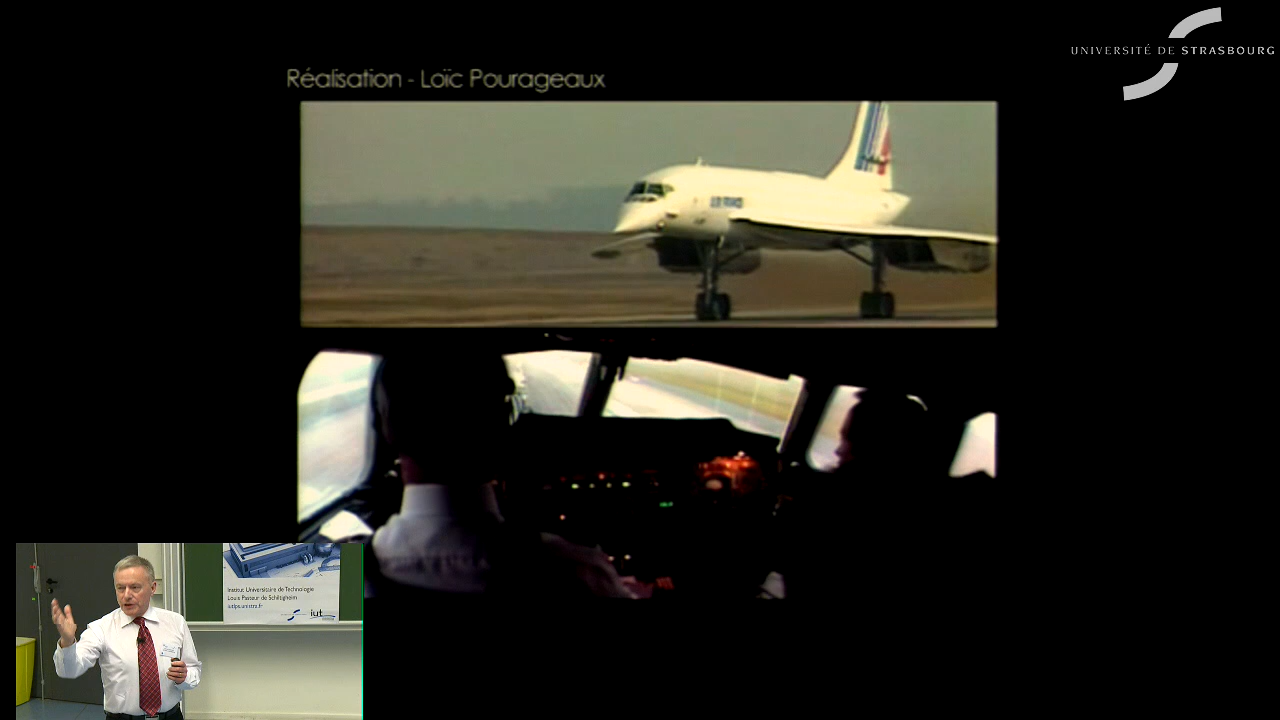 UNIVERSITÉ DE STRASBOURG
Réalisation - Loïc Pourageaux
Institut Universitaire de Technologie
Louis Pasteur de Schiltigheim
iutlps.unistra.fr
iut